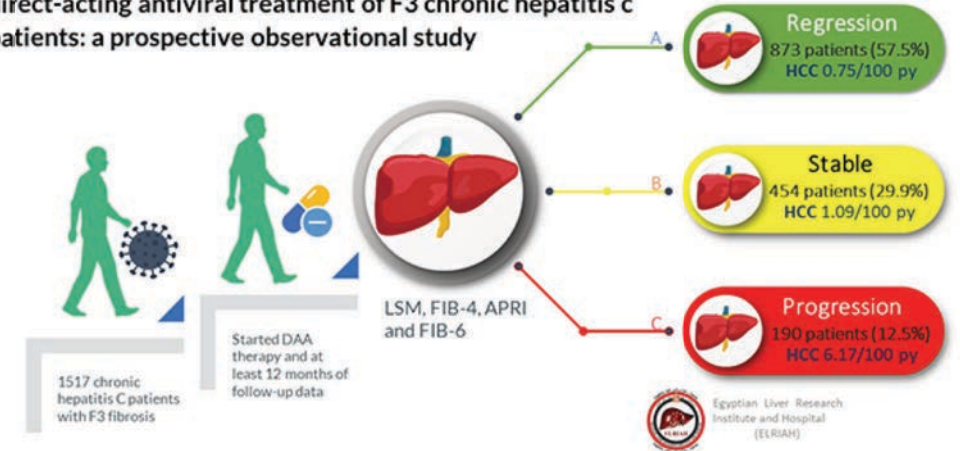 direct-acting antiviral treatment of F3 chronic hepatitis c
patients: a prospective observational study
1517 chronic
hepatitis C patients
with F3 fibrosis
Started DAA
therapy and at
least 12 months of
follow-up data
LSM, FIB-4, APRI
and FIB-6
A
Regression
873 patients (57.5%)
HCC 0.75/100 py
B
Stable
454 patients (29.9%)
HCC 1.09/100 py
C
Progression
190 patients (12.5%)
HCC 6.17/100 py
ELRIAH
Egyptian Liver Research
Institute and Hospital
(ELRIAH)